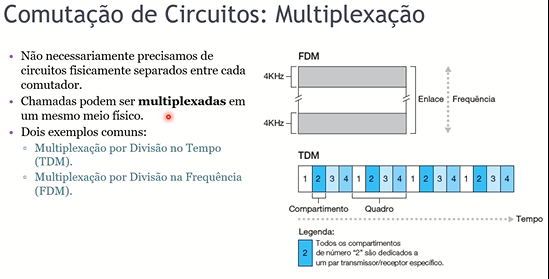 Comutação de Circuitos: Multiplexação
• Não necessariamente precisamos de
circuitos fisicamente separados entre cada
comutador.
• Chamadas podem ser multiplexadas em
um mesmo meio físico.
• Dois exemplos comuns:
◦ Multiplexação por Divisão no Tempo
(TDM).
◦ Multiplexação por Divisão na Frequência
(FDM).
FDM
4KHz
Enlace
Frequência
4KHz
TDM
1 2 3 4 1 2 3 4 1 2 3 4 1 2 3 4
Compartimento
Quadro
Tempo
Legenda:
2
Todos os compartimentos
de número "2" são dedicados a
um par transmissor/receptor específico.